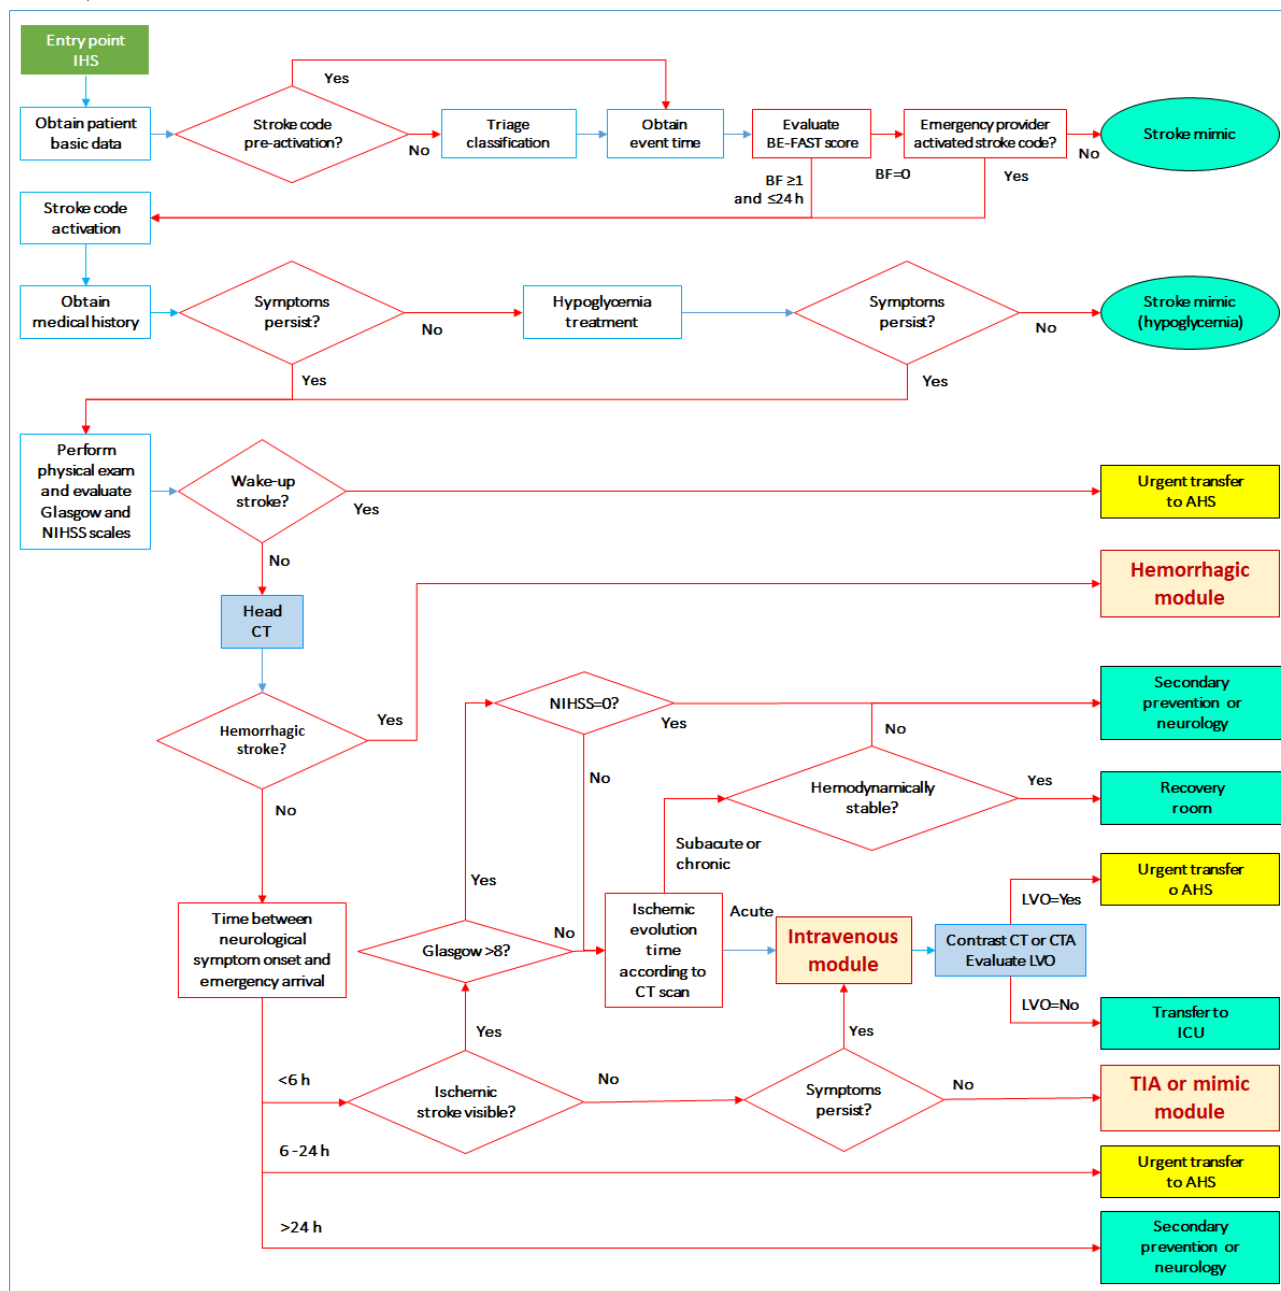 Entry point
IHS
Yes
Obtain patient
basic data
Stroke code
pre-activation?
No
Triage
classification
Obtain
event time
Evaluate
BE-FAST score
Emergency provider
activated stroke code?
No
Stroke mimic
BF ≥1
and ≤24 h
BF=0
Yes
Stroke code
activation
Obtain
medical history
Symptoms
persist?
No
Hypoglycemia
treatment
Symptoms
persist?
No
Stroke mimic
(hypoglycemia)
Yes
Yes
Perform
physical exam
and evaluate
Glasgow and
NIHSS scales
Wake-up
stroke?
Yes
Urgent transfer
to AHS
No
Hemorrhagic
module
Head
CT
NIHSS=0?
Yes
Secondary
prevention or
neurology
Hemorrhagic
stroke?
Yes
No
No
Hemodynamically
stable?
Yes
Recovery
room
No
Subacute or
chronic
Yes
Urgent transfer
o AHS
LVO=Yes
Time between
neurological
symptom onset and
emergency arrival
Glasgow >8?
No
Ischemic
evolution
time
according to
CT scan
Acute
Intravenous
module
Contrast CT or CTA
Evaluate LVO
LVO=No
Transfer to
ICU
Yes
Yes
<6 h
Ischemic
stroke visible?
No
Symptoms
persist?
No
TIA or mimic
module
6 -24 h
Urgent transfer
to AHS
>24 h
Secondary
prevention or
neurology